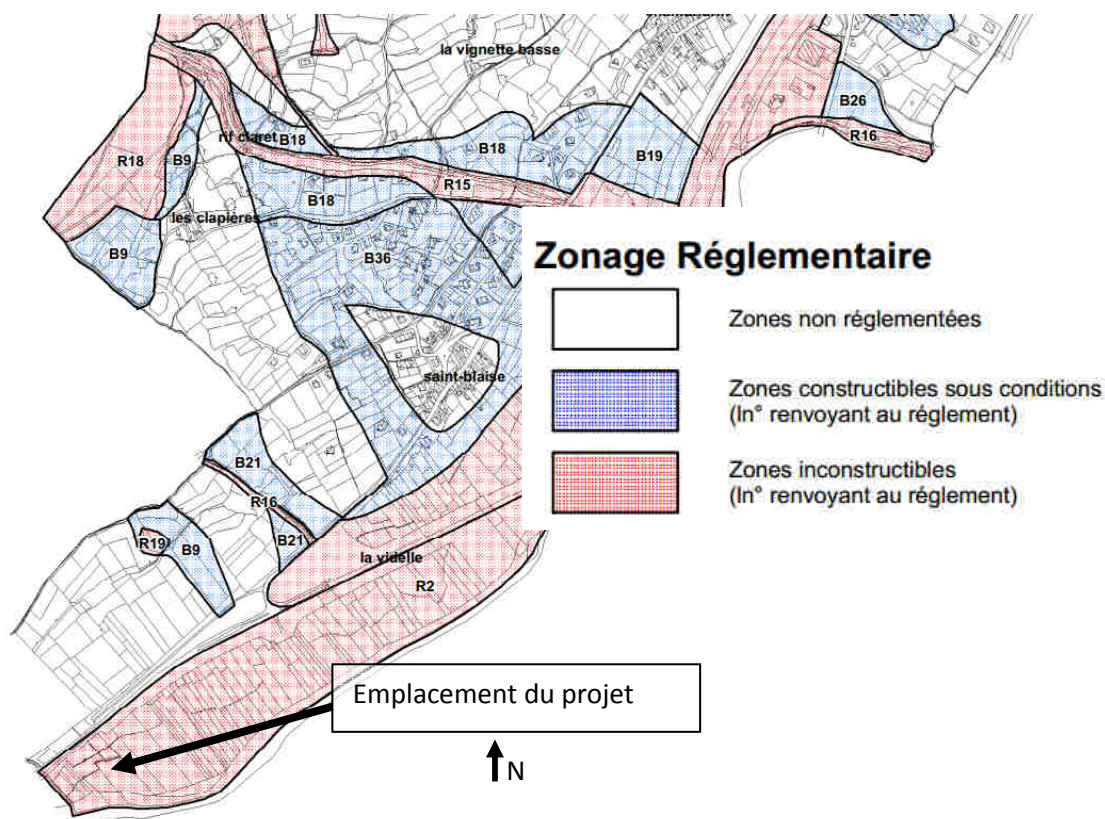 la vignette basse
B26
R16
rif claret
B18
B18
B19
R18
B9
R15
B18
les clapières
B9
B36
Zonage Réglementaire
Zones non réglementées
saint-blaise
Zones constructibles sous conditions
(In° renvoyant au réglement)
B21
Zones inconstructibles
(In° renvoyant au réglement)
R16
R19
B9
B21
la videlle
R2
Emplacement du projet
N